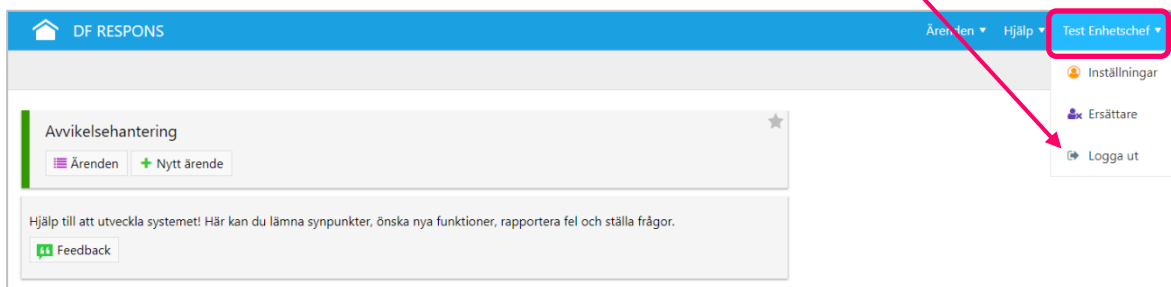 DF RESPONS
Ärenden Hjälp Test Enhetschef
Inställningar
Ersättare
Logga ut
Avvikelsehantering
Ärenden + Nytt ärende
Hjälp till att utveckla systemet! Här kan du lämna synpunkter, önska nya funktioner, rapportera fel och ställa frågor.
Feedback